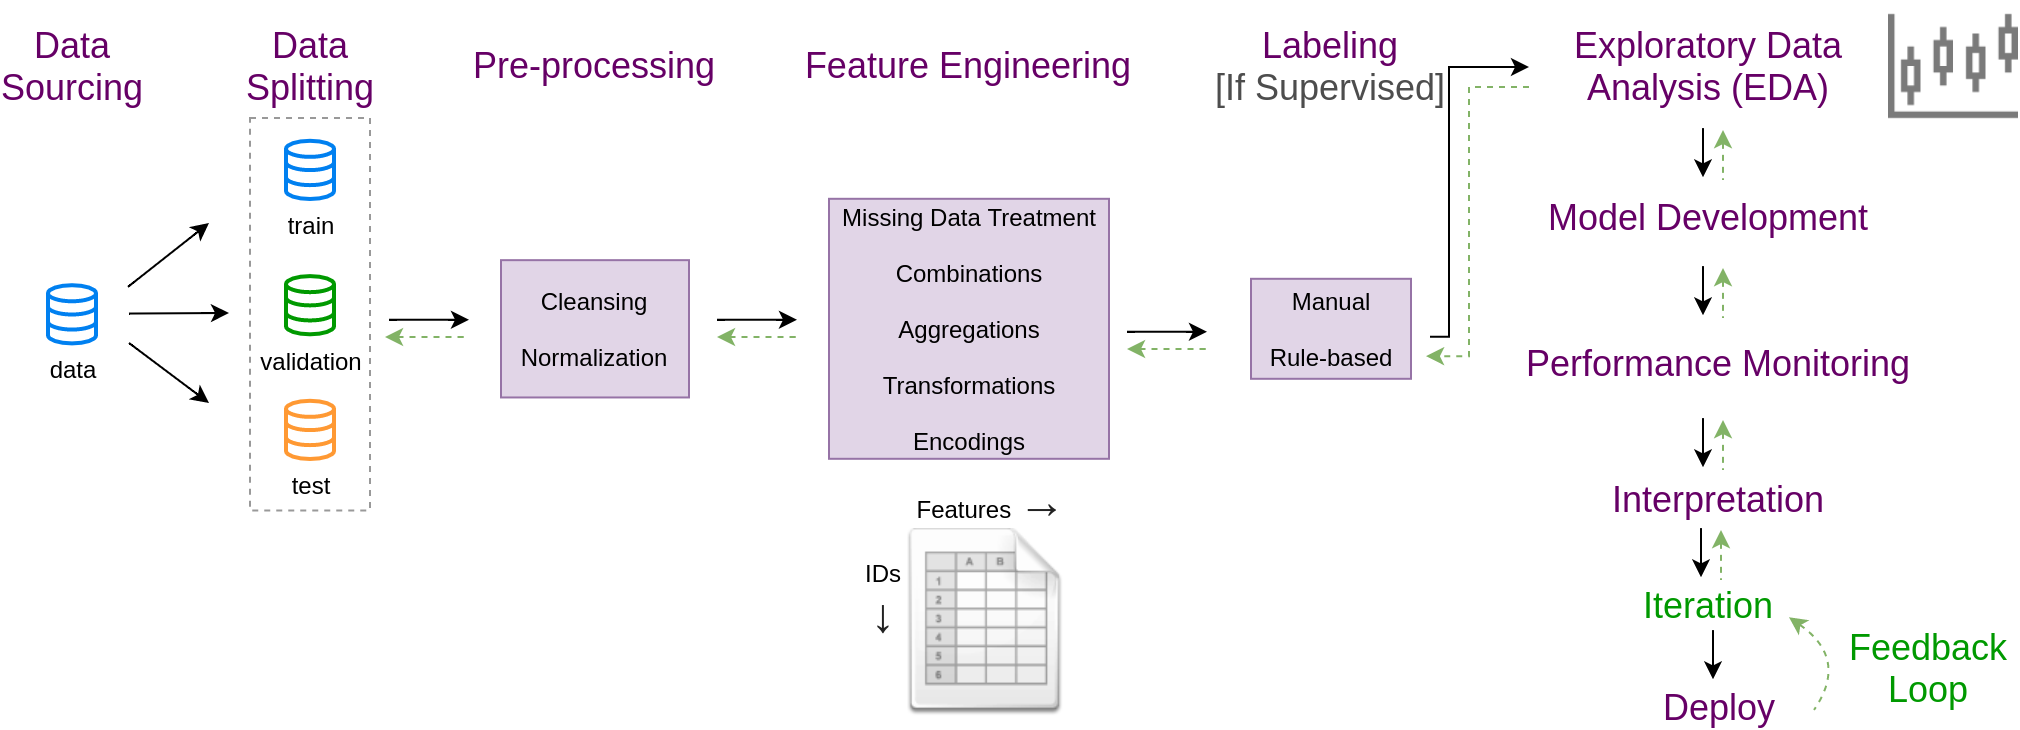 Data
Sourcing
Data
Splitting
Pre-processing
Feature Engineering
Labeling
[If Supervised]
Exploratory Data
Analysis (EDA)
data
train
validation
test
Cleansing
Normalization
Missing Data Treatment
Combinations
Aggregations
Transformations
Encodings
Manual
Rule-based
Features →
IDs
↓
A B
1
2
3
4
5
6
Model Development
Performance Monitoring
Interpretation
Iteration
Feedback
Loop
Deploy